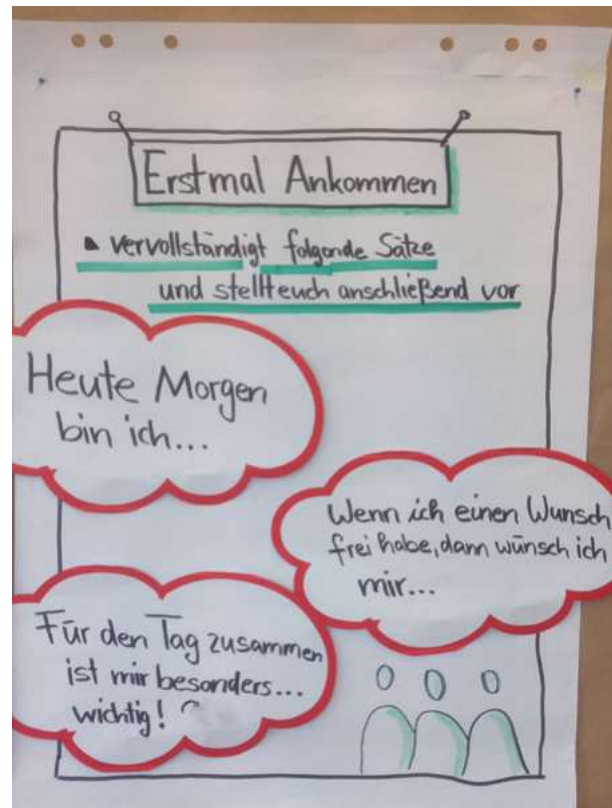 Erstmal Ankommen
vervollständigt folgende Sätze
und stellt euch anschließend vor
Heute Morgen
bin ich...
Wenn ich einen Wunsch
frei habe, dann wünsch ich
mir...
Für den Tag zusammen
ist mir besonders...
wichtig!